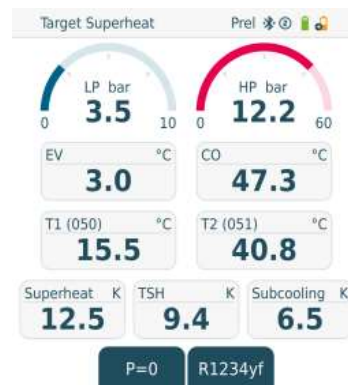 Target Superheat Prel
LP bar
3.5
0 10
HP bar
12.2
0 60
EV °C
3.0
CO °C
47.3
T1 (050) °C
15.5
T2 (051) °C
40.8
Superheat K
12.5
TSH K
9.4
Subcooling K
6.5
P=0 R1234yf